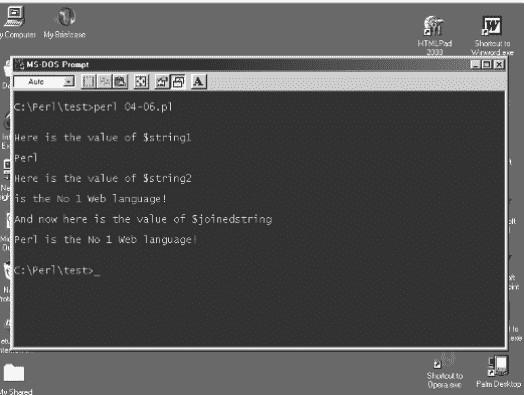 My Computer My Briefcase
HTMLPad
2000
Shortcut to
Winword.exe
MS-DOS Prompt
Auto
A
C:\Perl\test>perl 04-06.pl
Here is the value of $string1
Perl
Here is the value of $string2
is the No 1 Web language!
And now here is the value of $joinedstring
Perl is the No 1 Web language!
C:\Perl\test>_
Shortcut to
Opera.exe
Palm Desktop
My Shared